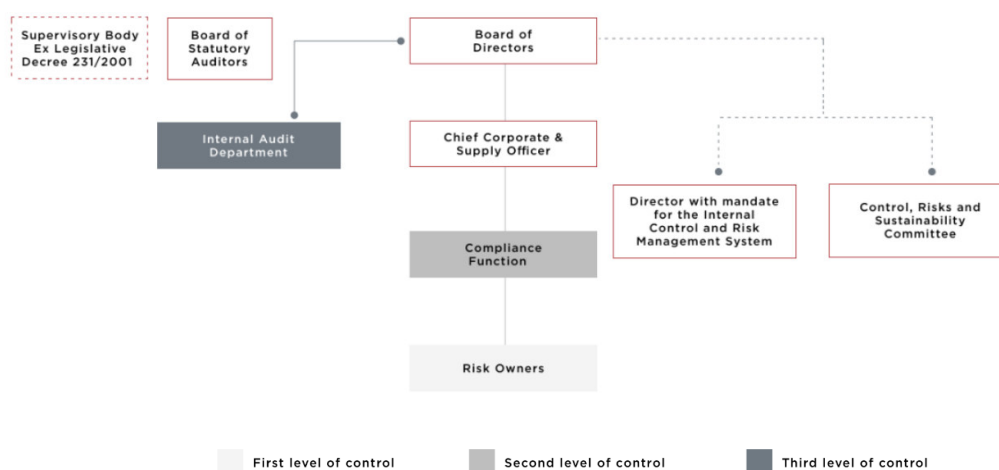 Supervisory Body
Ex Legislative
Decree 231/2001
Board of
Statutory
Auditors
Board of
Directors
Internal Audit
Department
Chief Corporate &
Supply Officer
Director with mandate
for the Internal
Control and Risk
Management System
Control, Risks and
Sustainability
Committee
Compliance
Function
Risk Owners
First level of control
Second level of control
Third level of control